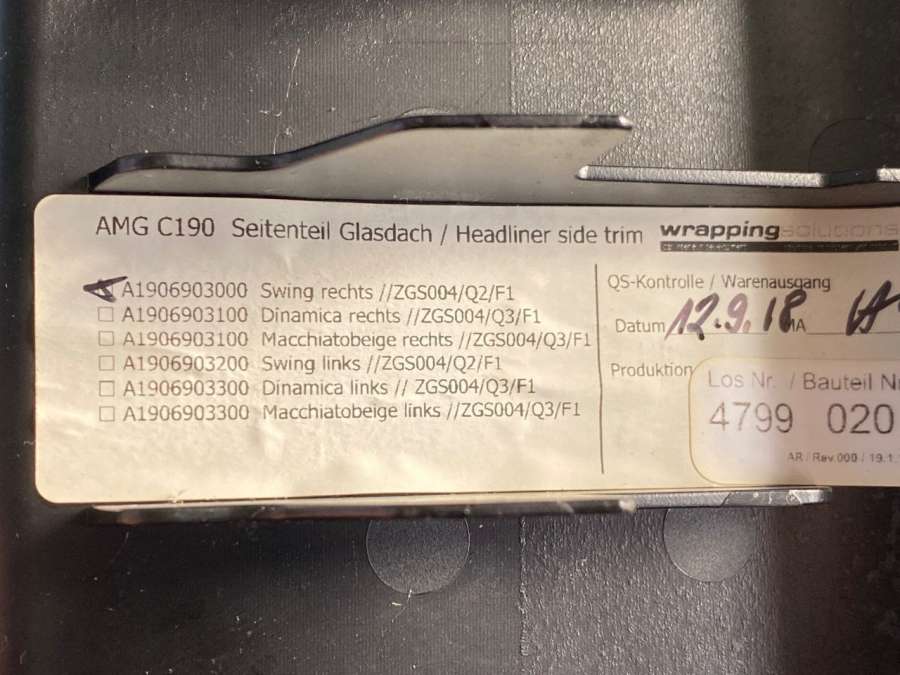 AMG C190 Seitenteil Glasdach / Headliner side trim
wrappingsolutions
A1906903000 Swing rechts //ZGS004/Q2/F1
☐ A1906903100 Dinamica rechts //ZGS004/Q3/F1
☐ A1906903100 Macchiatobeige rechts //ZGS004/Q3/F1
☐ A1906903200 Swing links //ZGS004/Q2/F1
☐ A1906903300 Dinamica links // ZGS004/Q3/F1
☐ A1906903300 Macchiatobeige links //ZGS004/Q3/F1
QS-Kontrolle / Warenausgang
Datum 12.9.18 MA
Produktion
Los Nr. / Bauteil Nr
4799 020
AR / Rev.000 / 19.1.